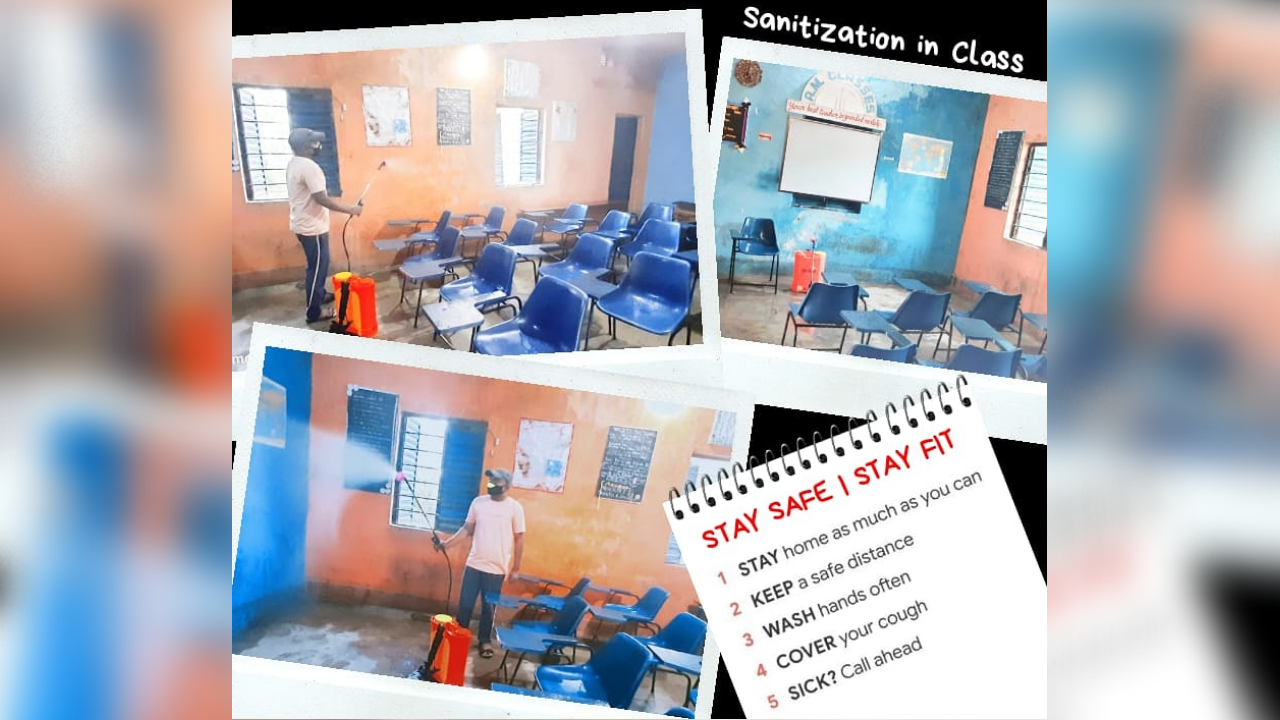 Sanitization in Class
CLASSES
STAY SAFE | STAY FIT
1 STAY home as much as you can
2 KEEP a safe distance
3 WASH hands often
4 COVER your cough
5 SICK? Call ahead